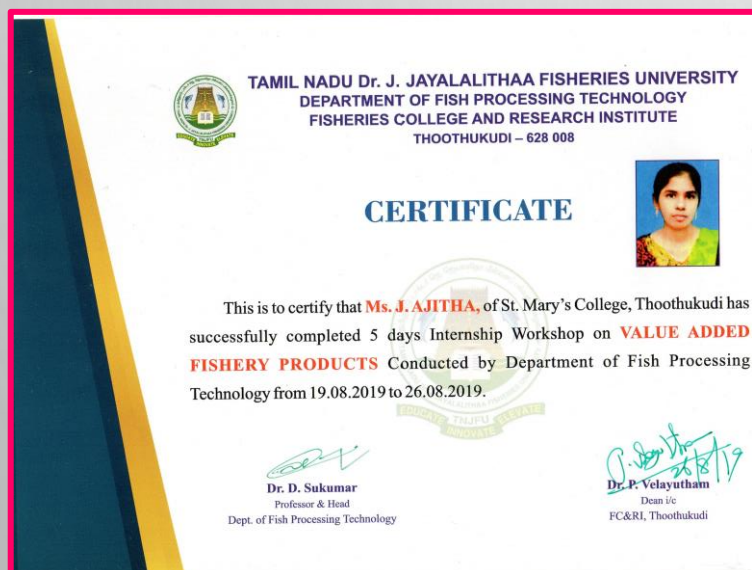 TAMIL NADU Dr. J. JAYALALITHAA FISHERIES UNIVERSITY
DEPARTMENT OF FISH PROCESSING TECHNOLOGY
FISHERIES COLLEGE AND RESEARCH INSTITUTE
THOOTHUKUDI – 628 008
CERTIFICATE
This is to certify that Ms. J. AJITHA, of St. Mary's College, Thoothukudi has
successfully completed 5 days Internship Workshop on VALUE ADDED
FISHERY PRODUCTS Conducted by Department of Fish Processing
Technology from 19.08.2019 to 26.08.2019.
EDUCATE TNJFU ELEVATE
INNOVATE
26/8/19
Dr. D. Sukumar
Professor & Head
Dept. of Fish Processing Technology
Dr. P. Velayutham
Dean i/c
FC&RI, Thoothukudi